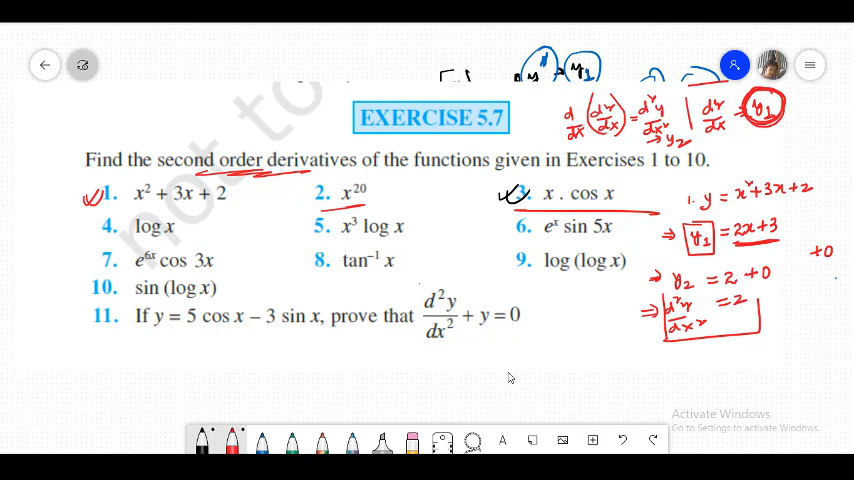 y → y₁
d/dx (dy/dx) = d²y/dx² | dy/dx → y₁
→ y₂
EXERCISE 5.7
Find the second order derivatives of the functions given in Exercises 1 to 10.
1. x² + 3x + 2 2. x²⁰ 3. x . cos x
1. y = x² + 3x + 2
4. log x 5. x³ log x 6. eˣ sin 5x
⇒ y₁ = 2x + 3
7. e⁶ˣ cos 3x 8. tan⁻¹ x 9. log (log x)
+0
→ y₂ = 2 + 0
10. sin (log x)
⇒ d²y/dx² = 2
11. If y = 5 cos x – 3 sin x, prove that d²y/dx² + y = 0
not to
Activate Windows
Go to Settings to activate Windows.
A